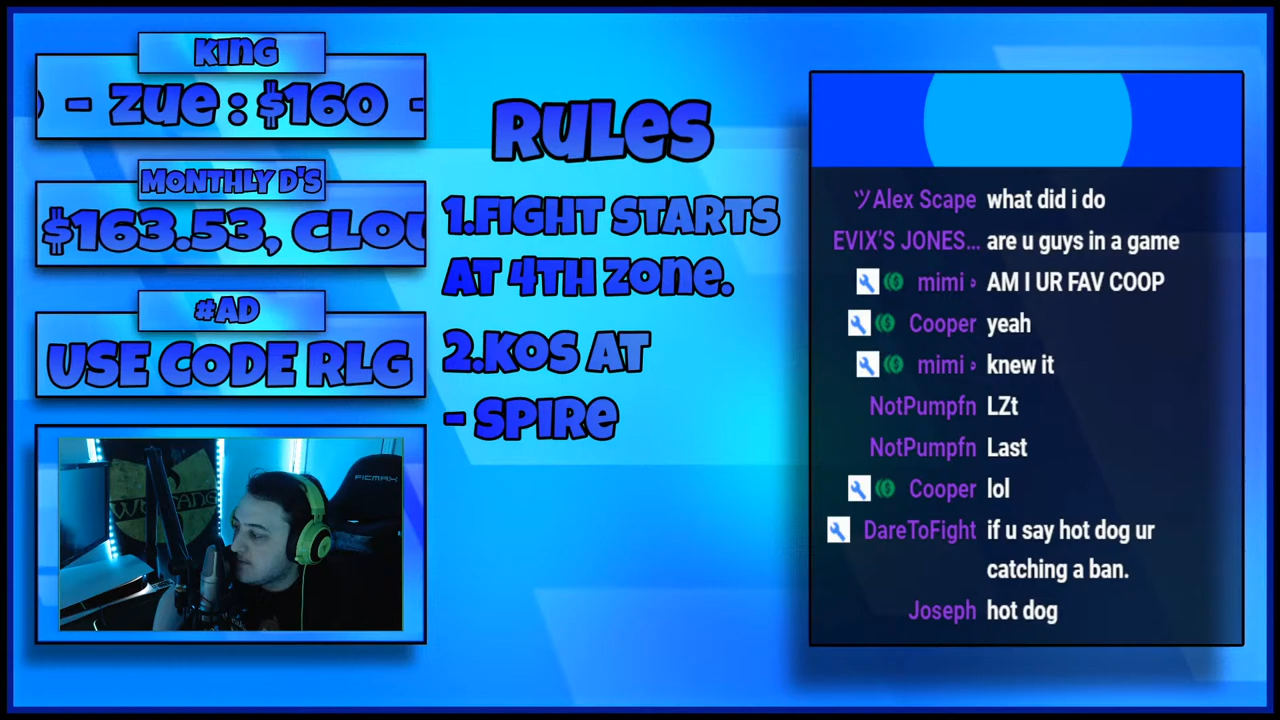 KING
- ZUE : $160 -
MONTHLY D'S
$163.53, CLOU
#AD
USE CODE RLG
WU-TANG
FICMAX
RULES
1.FIGHT STARTS
AT 4TH ZONE.
2.KOS AT
- SPIRE
ツAlex Scape what did i do
EVIX'S JONES... are u guys in a game
mimi AM I UR FAV COOP
Cooper yeah
mimi knew it
NotPumpfn LZt
NotPumpfn Last
Cooper lol
DareToFight if u say hot dog ur
catching a ban.
Joseph hot dog